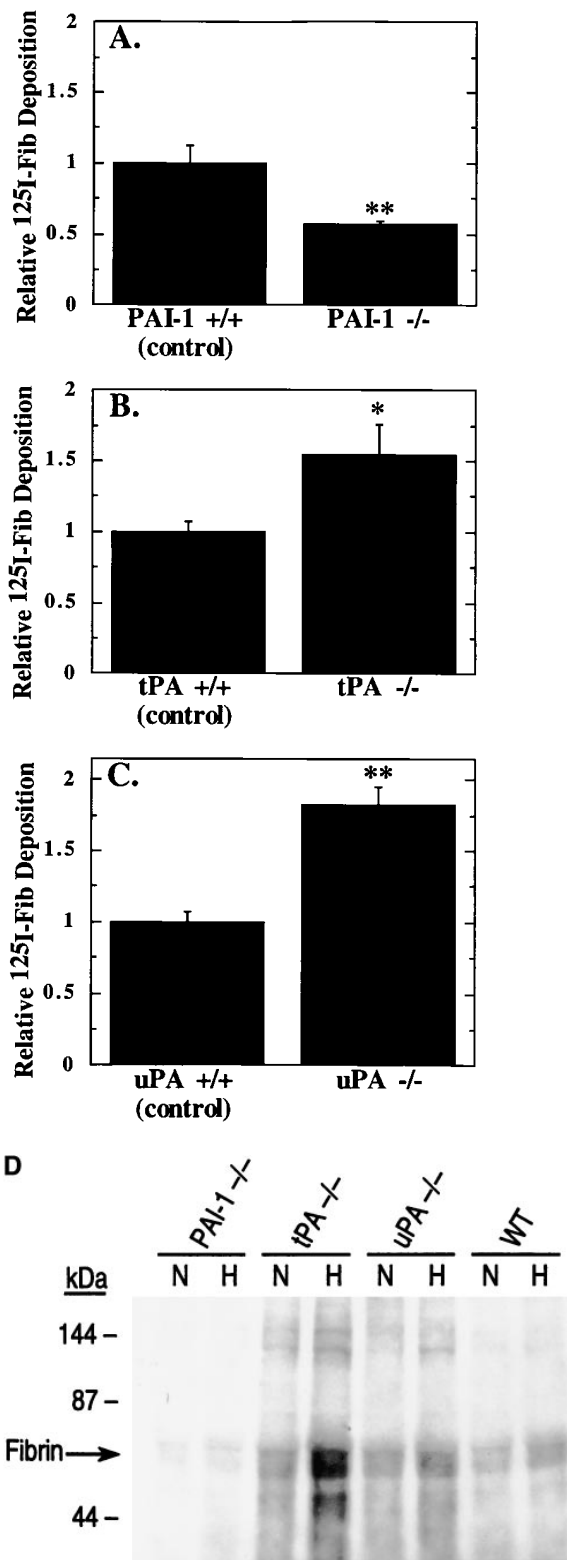 A.
Relative 125I-Fib Deposition
2
1.5
1
0.5
0
**
PAI-1 +/+
(control)
PAI-1 -/-
B.
Relative 125I-Fib Deposition
2
1.5
1
0.5
0
*
tPA +/+
(control)
tPA -/-
C.
Relative 125I-Fib Deposition
2
1.5
1
0.5
0
**
uPA +/+
(control)
uPA -/-
D
PAI-1 –/– tPA –/– uPA –/– WT
kDa N H N H N H N H
144 –
87 –
Fibrin
44 –